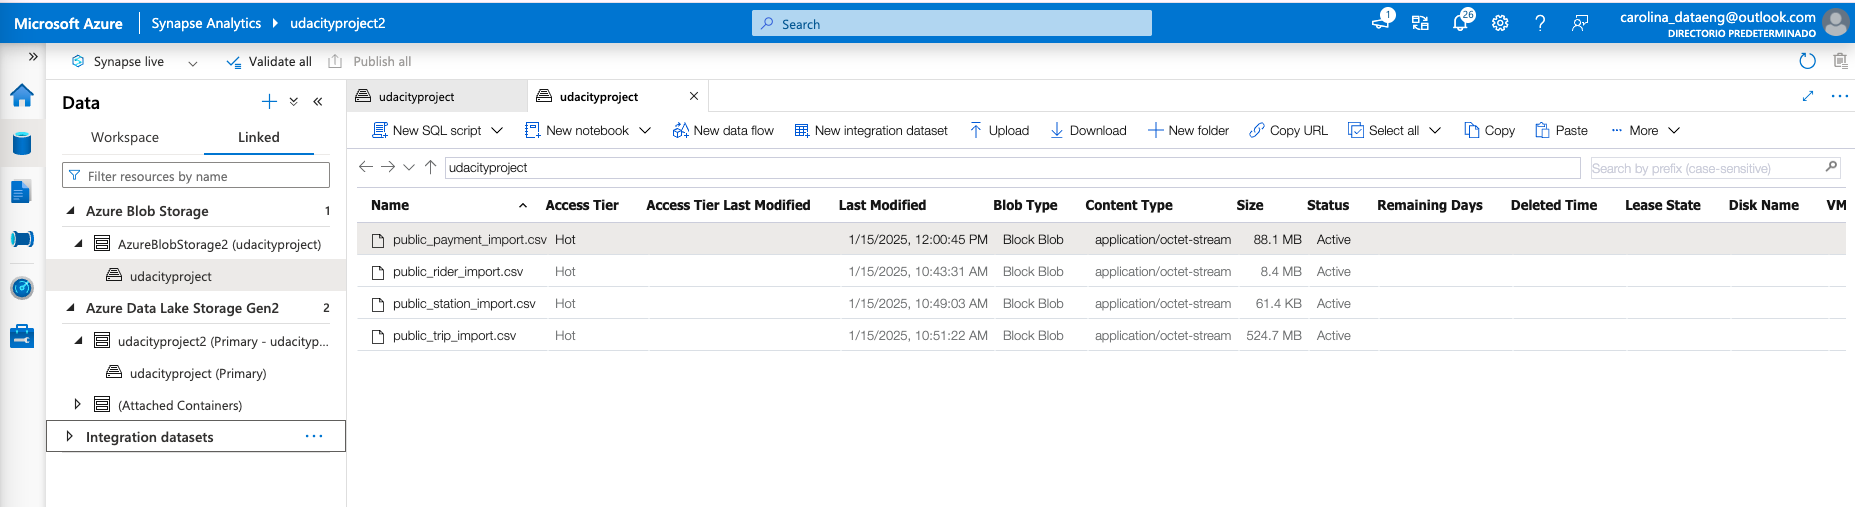 Microsoft Azure Synapse Analytics udacityproject2 Search 1 26 carolina_dataeng@outlook.com
DIRECTORIO PREDETERMINADO
Synapse live Validate all Publish all
Data
Workspace Linked
Filter resources by name
Azure Blob Storage 1
AzureBlobStorage2 (udacityproject)
udacityproject
Azure Data Lake Storage Gen2 2
udacityproject2 (Primary - udacityp...
udacityproject (Primary)
(Attached Containers)
Integration datasets
udacityproject udacityproject
New SQL script New notebook New data flow New integration dataset Upload Download New folder Copy URL Select all Copy Paste More
udacityproject Search by prefix (case-sensitive)
Name Access Tier Access Tier Last Modified Last Modified Blob Type Content Type Size Status Remaining Days Deleted Time Lease State Disk Name VM
public_payment_import.csv Hot 1/15/2025, 12:00:45 PM Block Blob application/octet-stream 88.1 MB Active
public_rider_import.csv Hot 1/15/2025, 10:43:31 AM Block Blob application/octet-stream 8.4 MB Active
public_station_import.csv Hot 1/15/2025, 10:49:03 AM Block Blob application/octet-stream 61.4 KB Active
public_trip_import.csv Hot 1/15/2025, 10:51:22 AM Block Blob application/octet-stream 524.7 MB Active